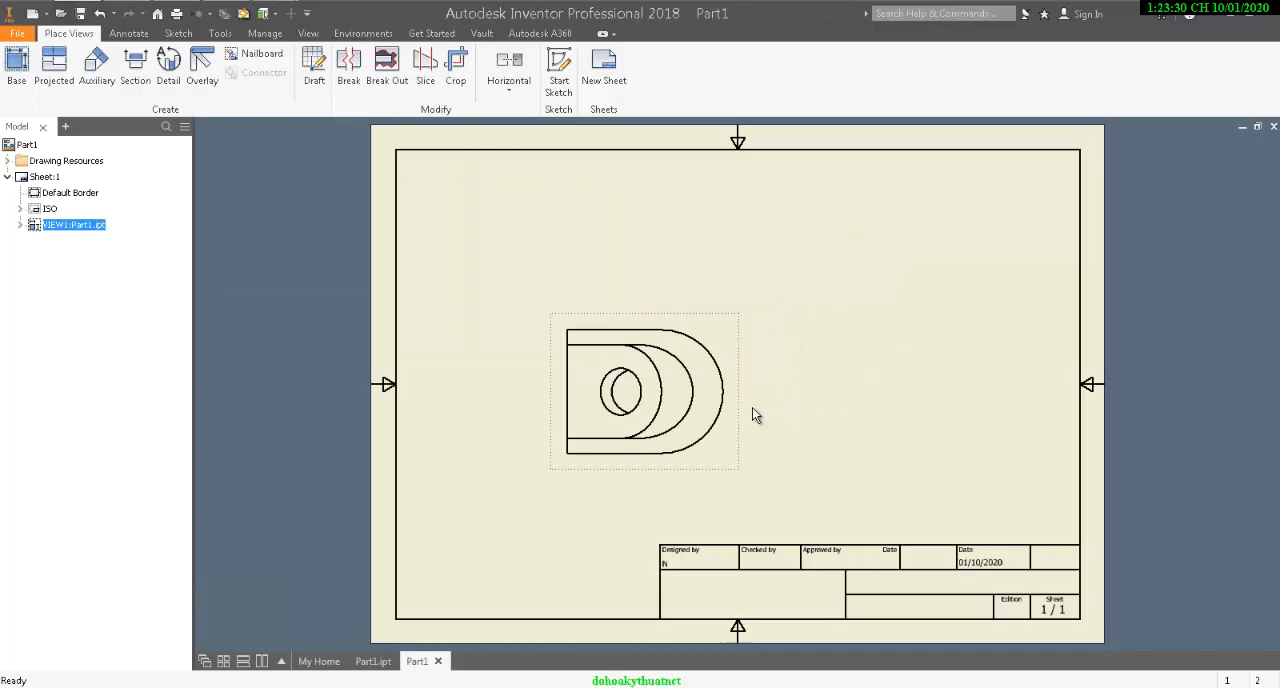 Autodesk Inventor Professional 2018 Part1
Search Help & Commands...
Sign In
1:23:30 CH 10/01/2020
File Place Views Annotate Sketch Tools Manage View Environments Get Started Vault Autodesk A360
Base Projected Auxiliary Section Detail Overlay
Nailboard
Connector
Draft Break Break Out Slice Crop Horizontal
Start
Sketch
New Sheet
Create Modify Sketch Sheets
Model
Part1
Drawing Resources
Sheet:1
Default Border
ISO
VIEW1:Part1.ipt
Designed by Checked by Approved by Date Date
IN 01/10/2020
Edition Sheet
1 / 1
My Home Part1.ipt Part1
Ready dohoakythuatnet 1 2